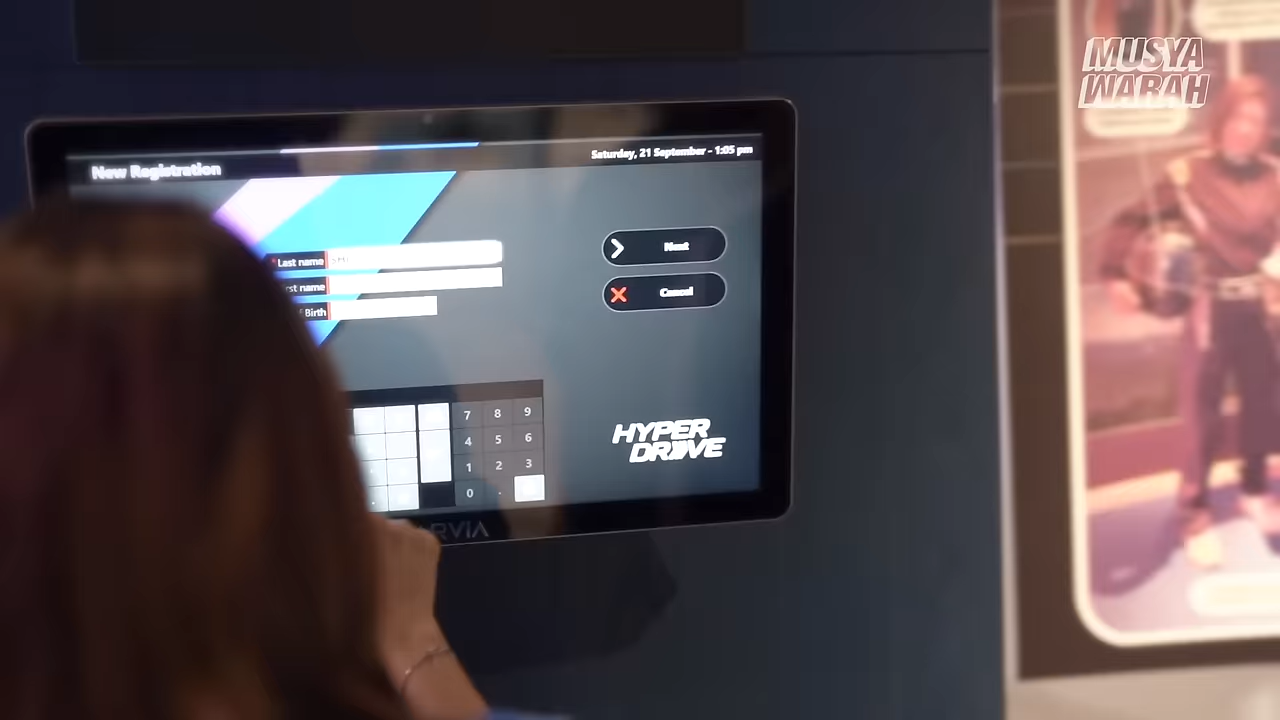 MUSYA
WARAH
New Registration
Saturday, 21 September - 1:05 pm
Last name
rst name
Birth
Next
Cancel
7 8 9
4 5 6
1 2 3
0 .
HYPER
DRIVE
ARVIA